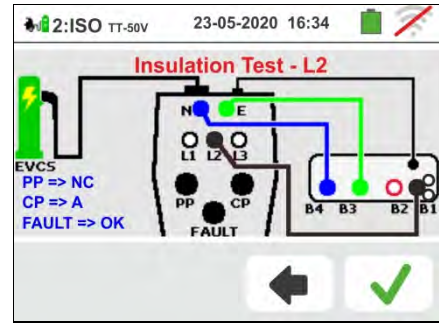 2:ISO TT-50V 23-05-2020 16:34
Insulation Test - L2
N E
L1 L2 L3
EVCS
PP => NC
CP => A
FAULT => OK
PP CP
FAULT
B4 B3 B2 B1